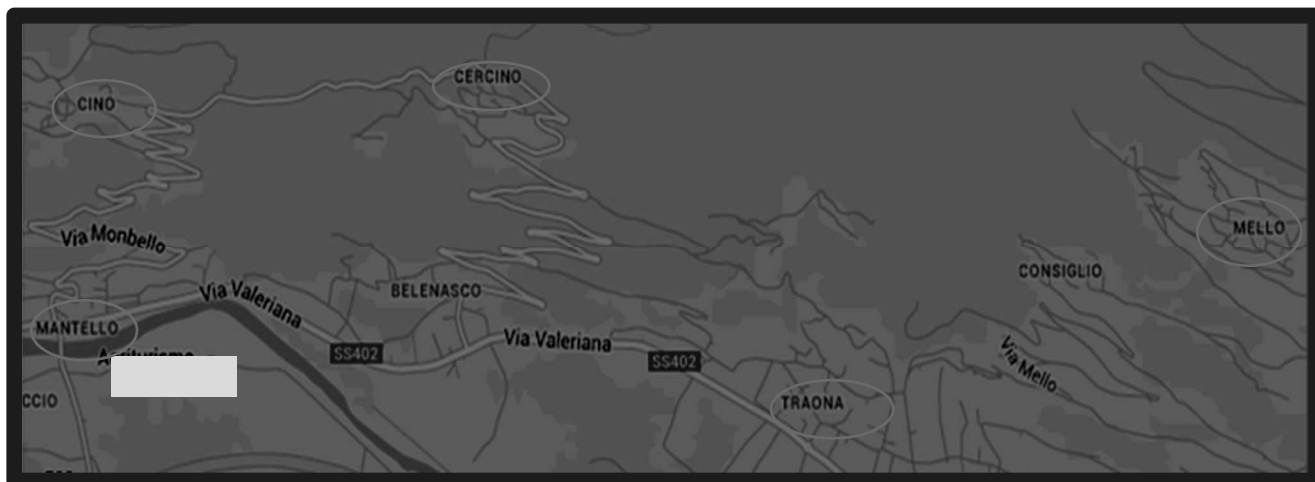 CERCINO
CINO
MELLO
Via Monbello
CONSIGLIO
BELENASCO
Via Valeriana
MANTELLO
Via Valeriana
SS402
SS402
Via Mello
CCIO
TRAONA